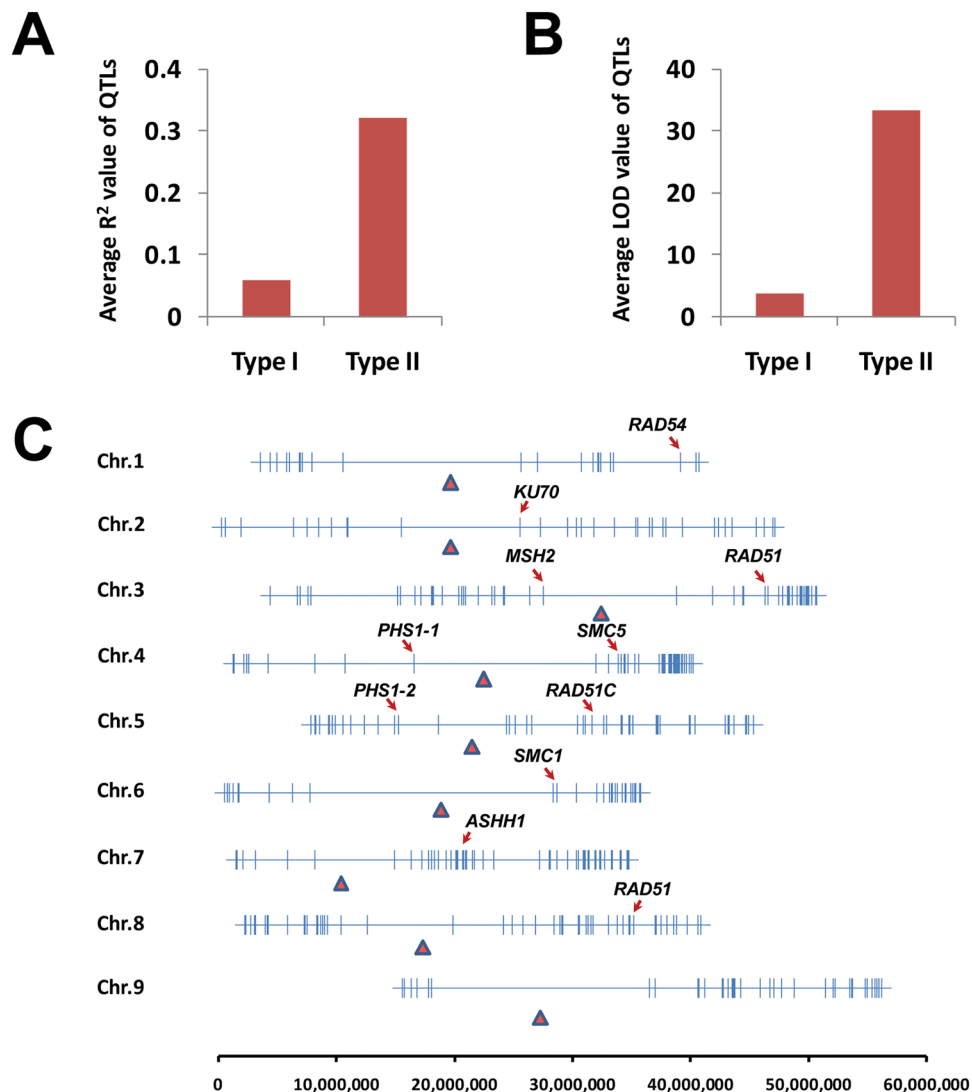 A
B
Average R² value of QTLs
0.4
0.3
0.2
0.1
0
Type I
Type II
Average LOD value of QTLs
40
30
20
10
0
Type I
Type II
C
RAD54
Chr.1
KU70
Chr.2
MSH2
RAD51
Chr.3
PHS1-1
SMC5
Chr.4
PHS1-2
RAD51C
Chr.5
SMC1
Chr.6
ASHH1
Chr.7
RAD51
Chr.8
Chr.9
0
10,000,000
20,000,000
30,000,000
40,000,000
50,000,000
60,000,000